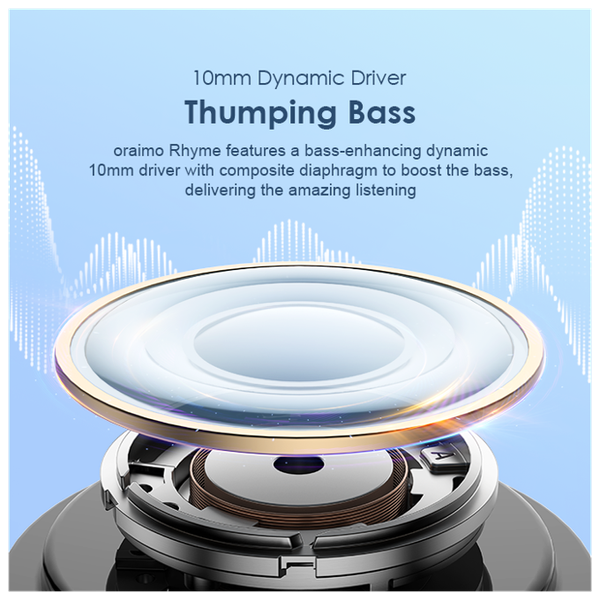 10mm Dynamic Driver
Thumping Bass
oraimo Rhyme features a bass-enhancing dynamic
10mm driver with composite diaphragm to boost the bass,
delivering the amazing listening
A